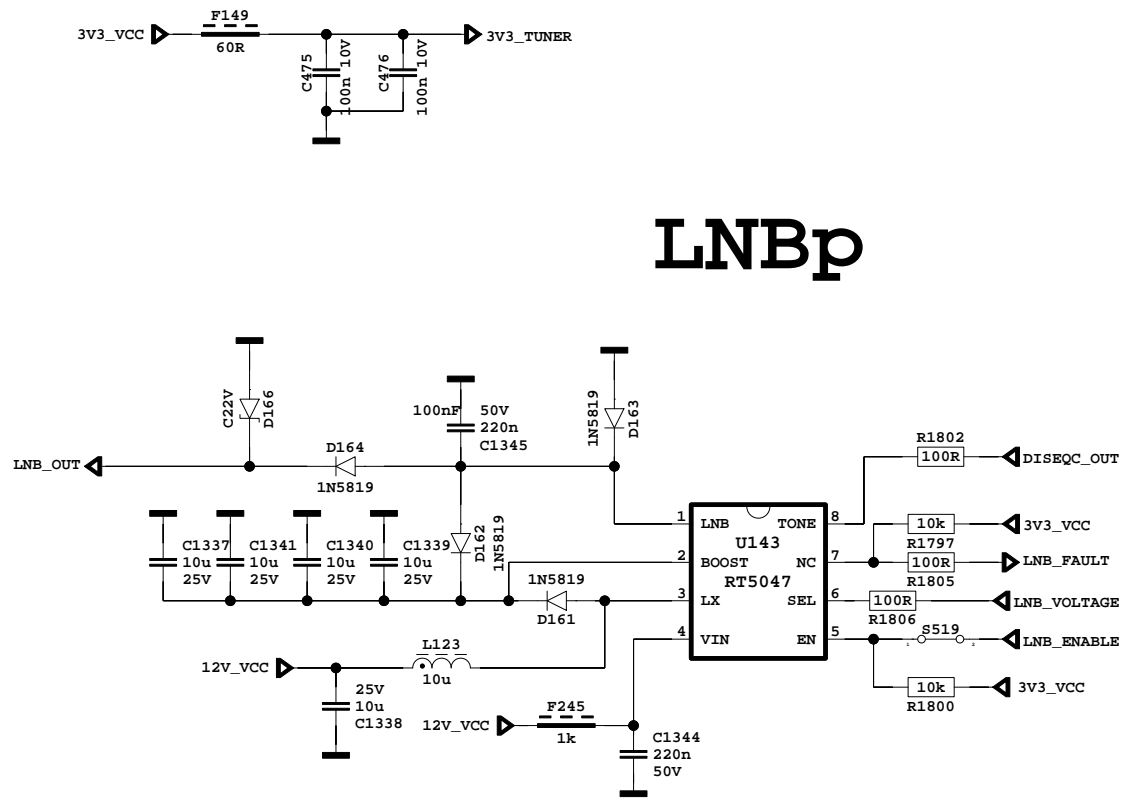 F149
3V3_VCC
60R
3V3_TUNER
C475
100n 10V
C476
100n 10V
LNBp
C22V
D166
100nF
50V
220n
C1345
1N5819
D163
LNB_OUT
D164
1N5819
R1802
100R
DISEQC_OUT
C1337
10u
25V
C1341
10u
25V
C1340
10u
25V
C1339
10u
25V
D162
1N5819
1N5819
D161
1 LNB
2 BOOST
3 LX
4 VIN
U143
RT5047
TONE 8
NC 7
SEL 6
EN 5
10k
R1797
3V3_VCC
100R
R1805
LNB_FAULT
100R
R1806
LNB_VOLTAGE
S519
1
2
LNB_ENABLE
10k
R1800
3V3_VCC
12V_VCC
L123
10u
25V
10u
C1338
12V_VCC
F245
1k
C1344
220n
50V